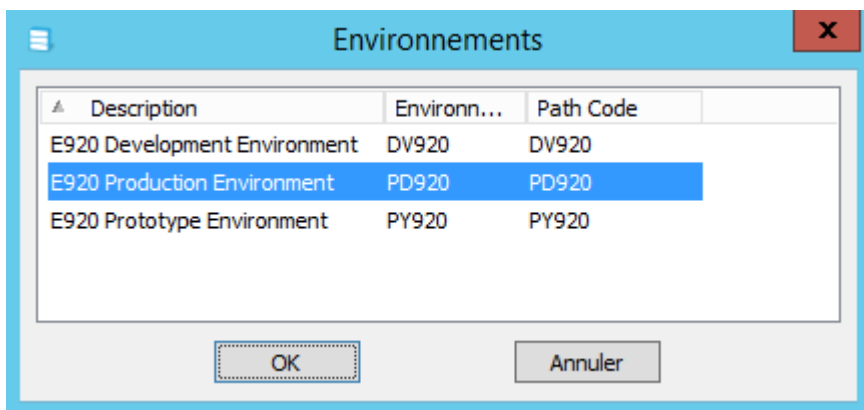 Environnements
x
Description Environn... Path Code
E920 Development Environment DV920 DV920
E920 Production Environment PD920 PD920
E920 Prototype Environment PY920 PY920
OK Annuler